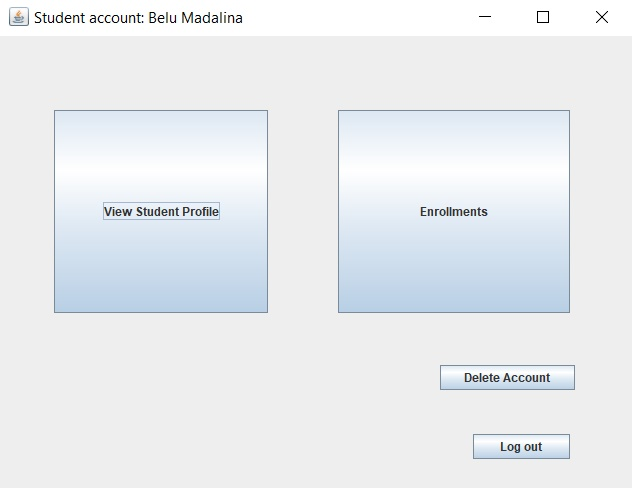 Student account: Belu Madalina
View Student Profile
Enrollments
Delete Account
Log out